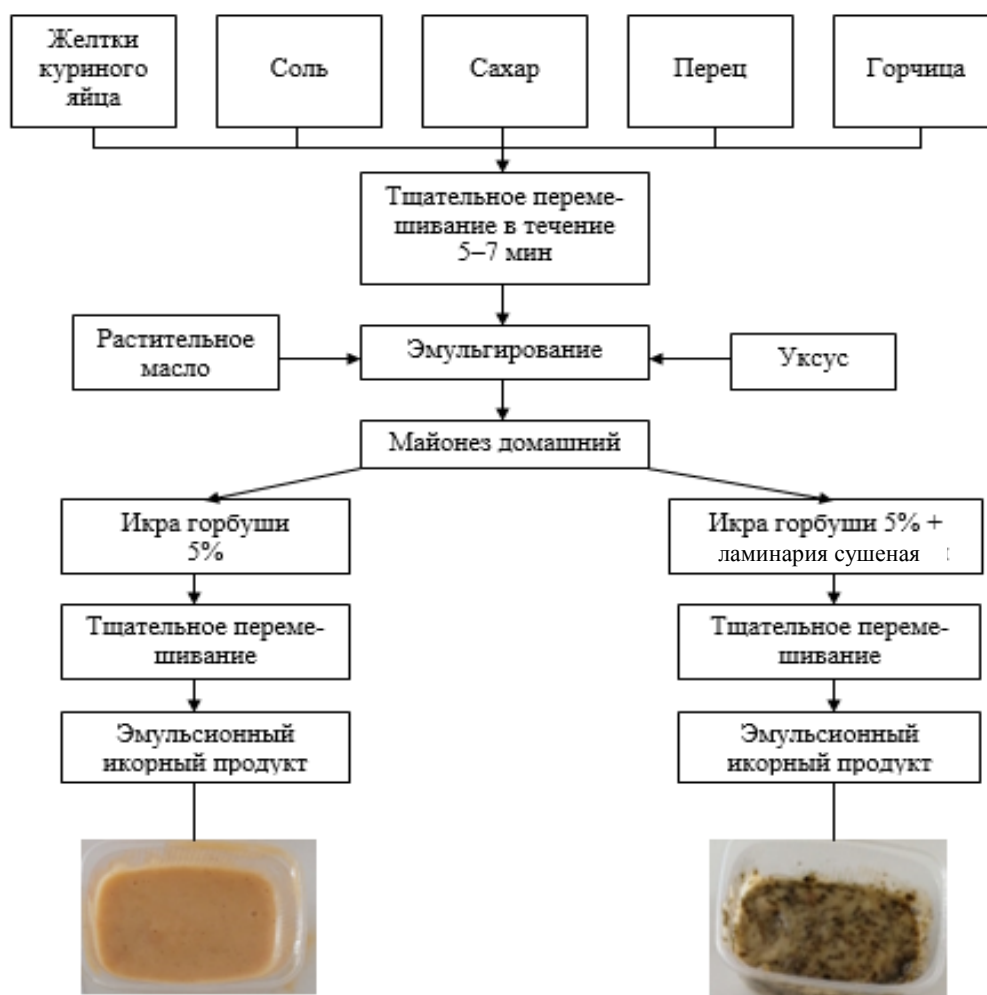 Желтки
куриного
яйца
Соль
Сахар
Перец
Горчица
Тщательное переме-
шивание в течение
5–7 мин
Растительное
масло
Эмульгирование
Уксус
Майонез домашний
Икра горбуши
5%
Икра горбуши 5% +
ламинария сушеная
Тщательное переме-
шивание
Тщательное переме-
шивание
Эмульсионный
икорный продукт
Эмульсионный
икорный продукт